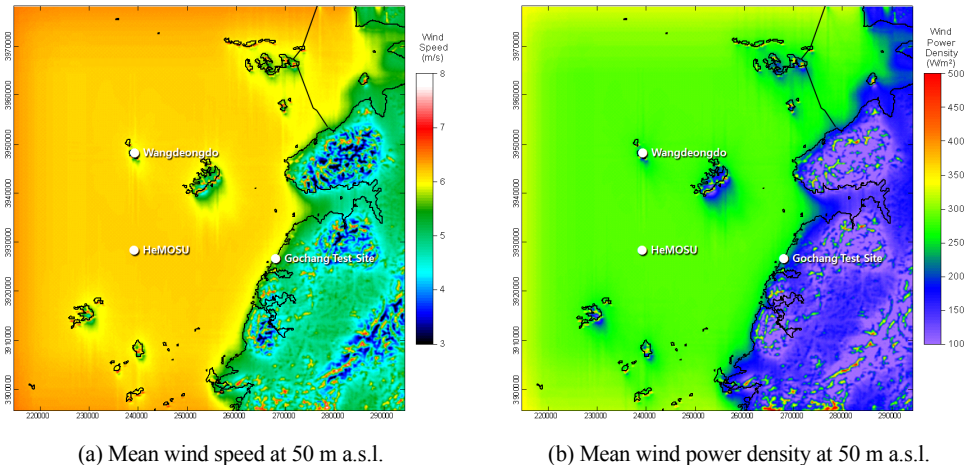 Wind
Speed
(m/s)
8
7
6
5
4
3
3970000
3960000
3950000
3940000
3930000
3920000
3910000
3900000
Wangdeongdo
HeMOSU
Gochang Test Site
220000 230000 240000 250000 260000 270000 280000 290000
(a) Mean wind speed at 50 m a.s.l.
Wind
Power
Density
(W/m²)
500
450
400
350
300
250
200
150
100
3970000
3960000
3950000
3940000
3930000
3920000
3910000
3900000
Wangdeongdo
HeMOSU
Gochang Test Site
220000 230000 240000 250000 260000 270000 280000 290000
(b) Mean wind power density at 50 m a.s.l.